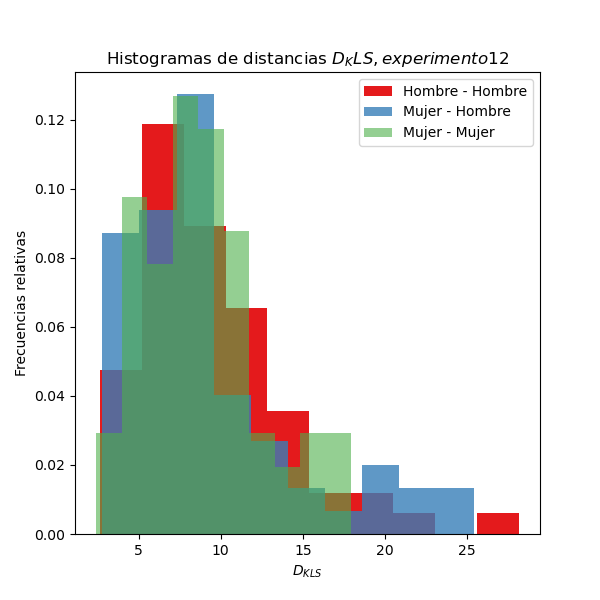 Histogramas de distancias D_KLS, experimento12
Hombre - Hombre
Mujer - Hombre
Mujer - Mujer
Frecuencias relativas
0.12
0.10
0.08
0.06
0.04
0.02
0.00
5 10 15 20 25
D_{KLS}